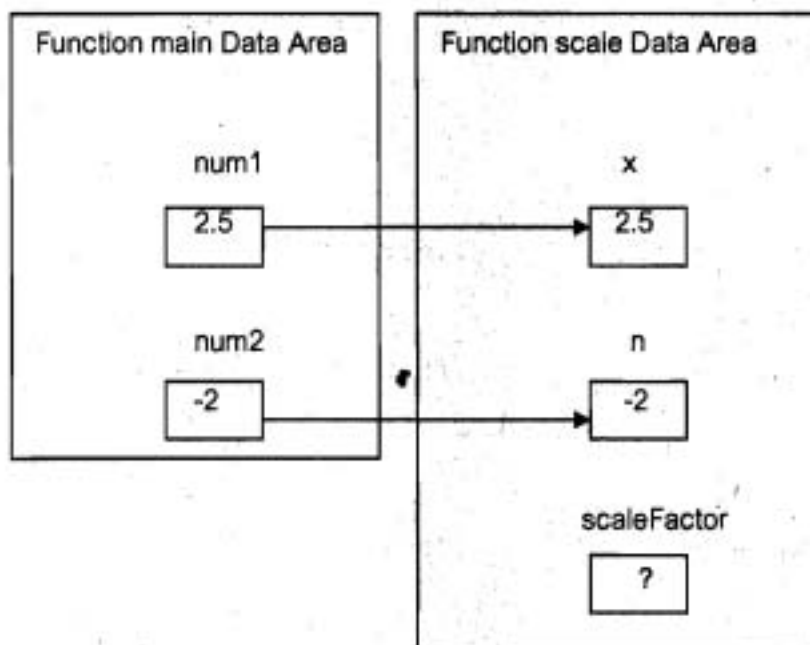 Function main Data Area
num1
2.5
num2
-2
Function scale Data Area
x
2.5
n
-2
scaleFactor
?